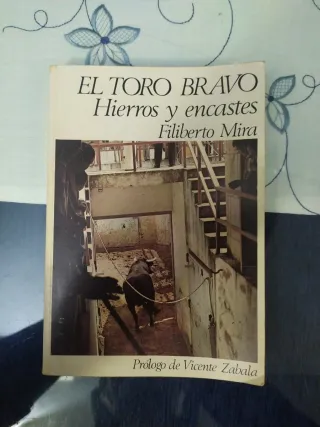 EL TORO BRAVO
Hierros y encastes
Filiberto Mira
Prólogo de Vicente Zabala